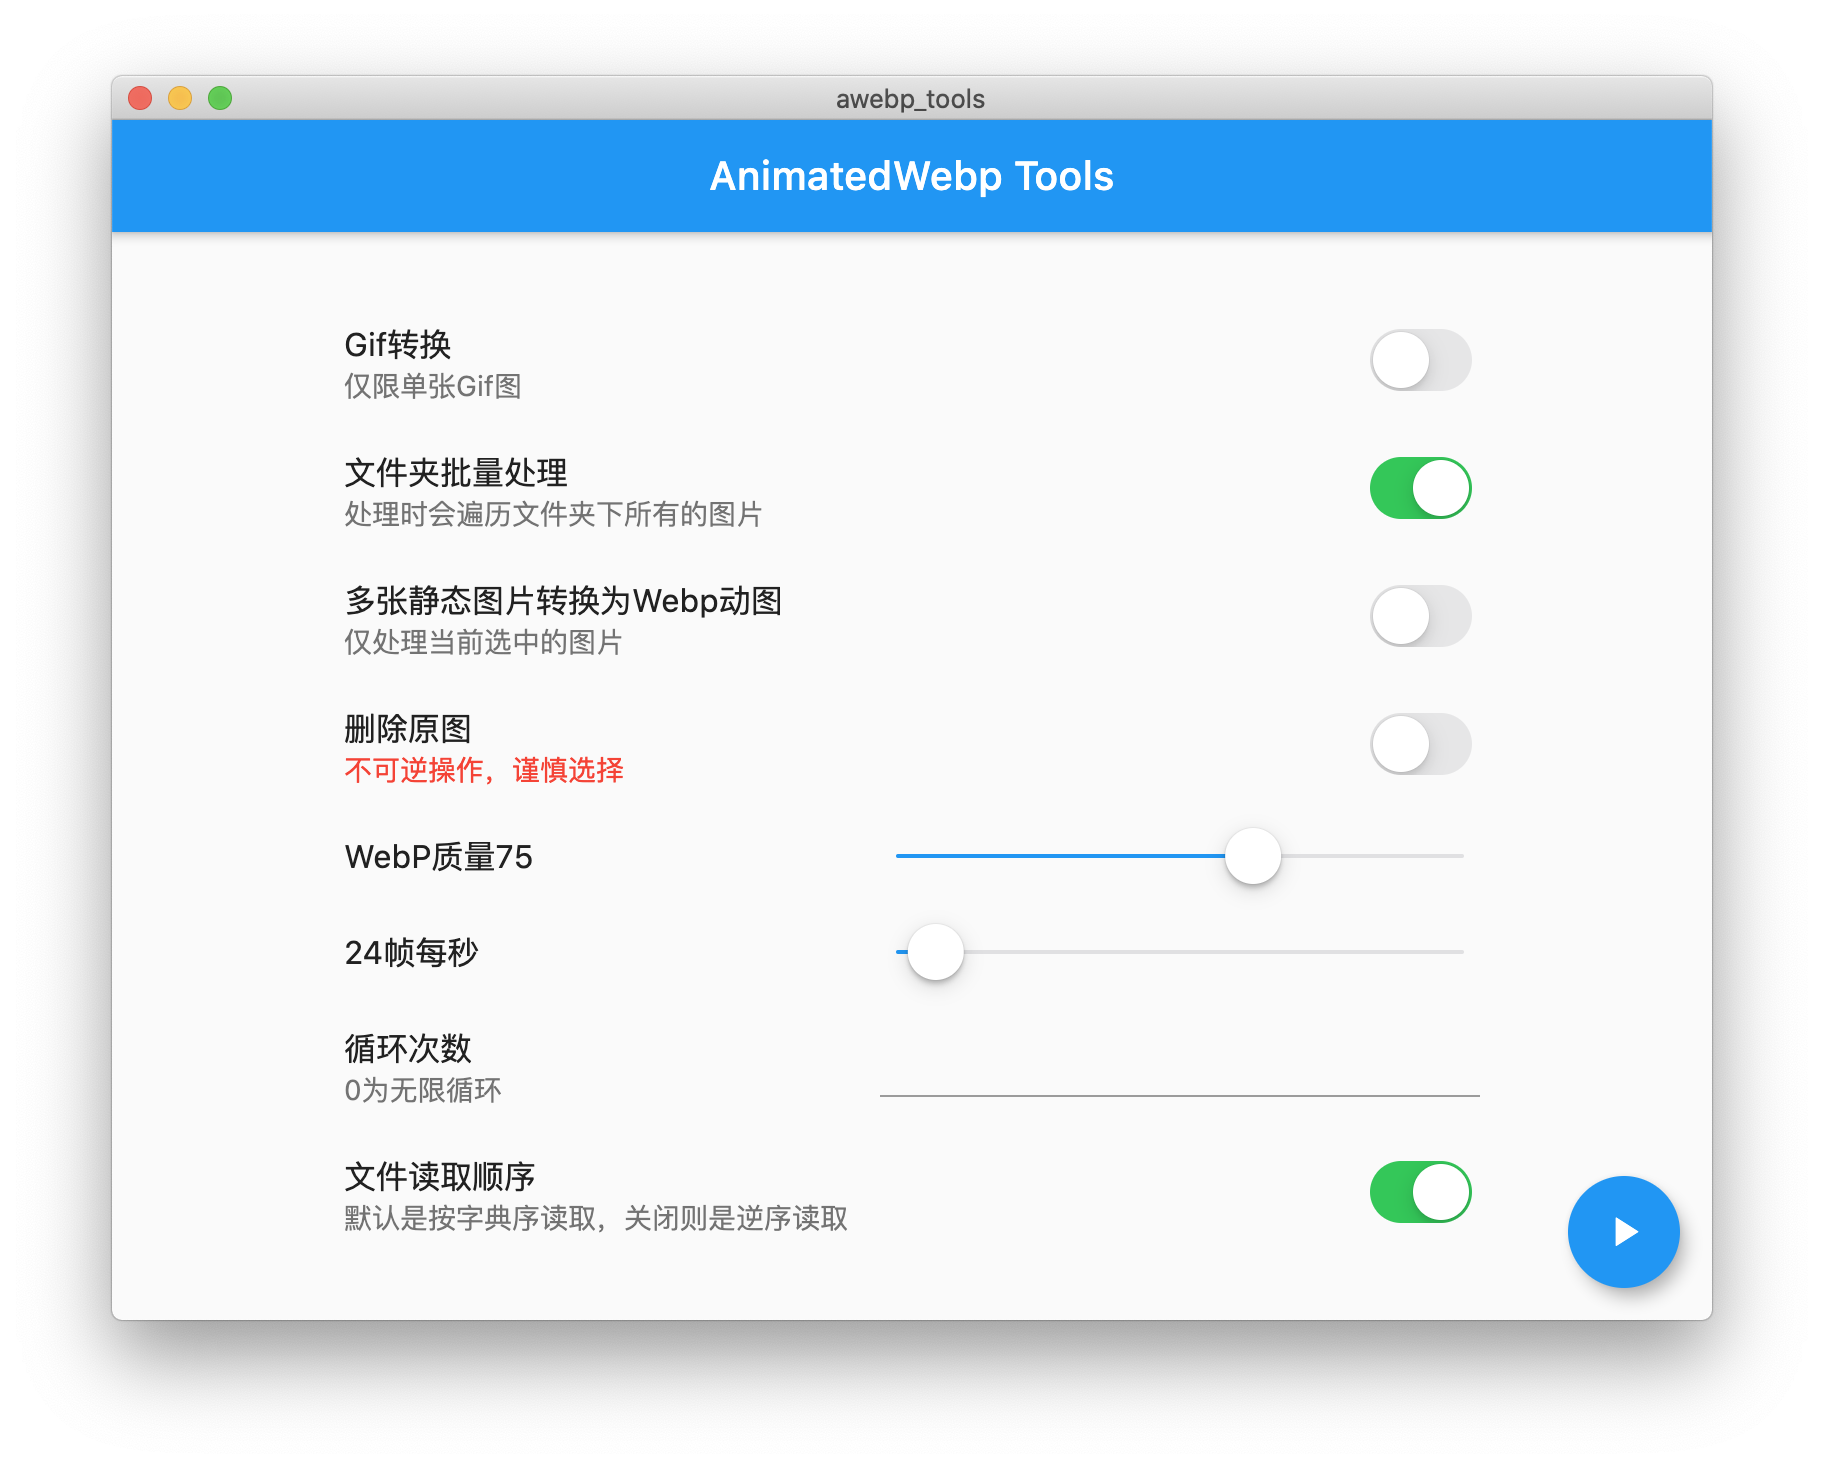 awebp_tools
AnimatedWebp Tools
Gif转换
仅限单张Gif图
文件夹批量处理
处理时会遍历文件夹下所有的图片
多张静态图片转换为Webp动图
仅处理当前选中的图片
删除原图
不可逆操作，谨慎选择
WebP质量75
24帧每秒
循环次数
0为无限循环
文件读取顺序
默认是按字典序读取，关闭则是逆序读取